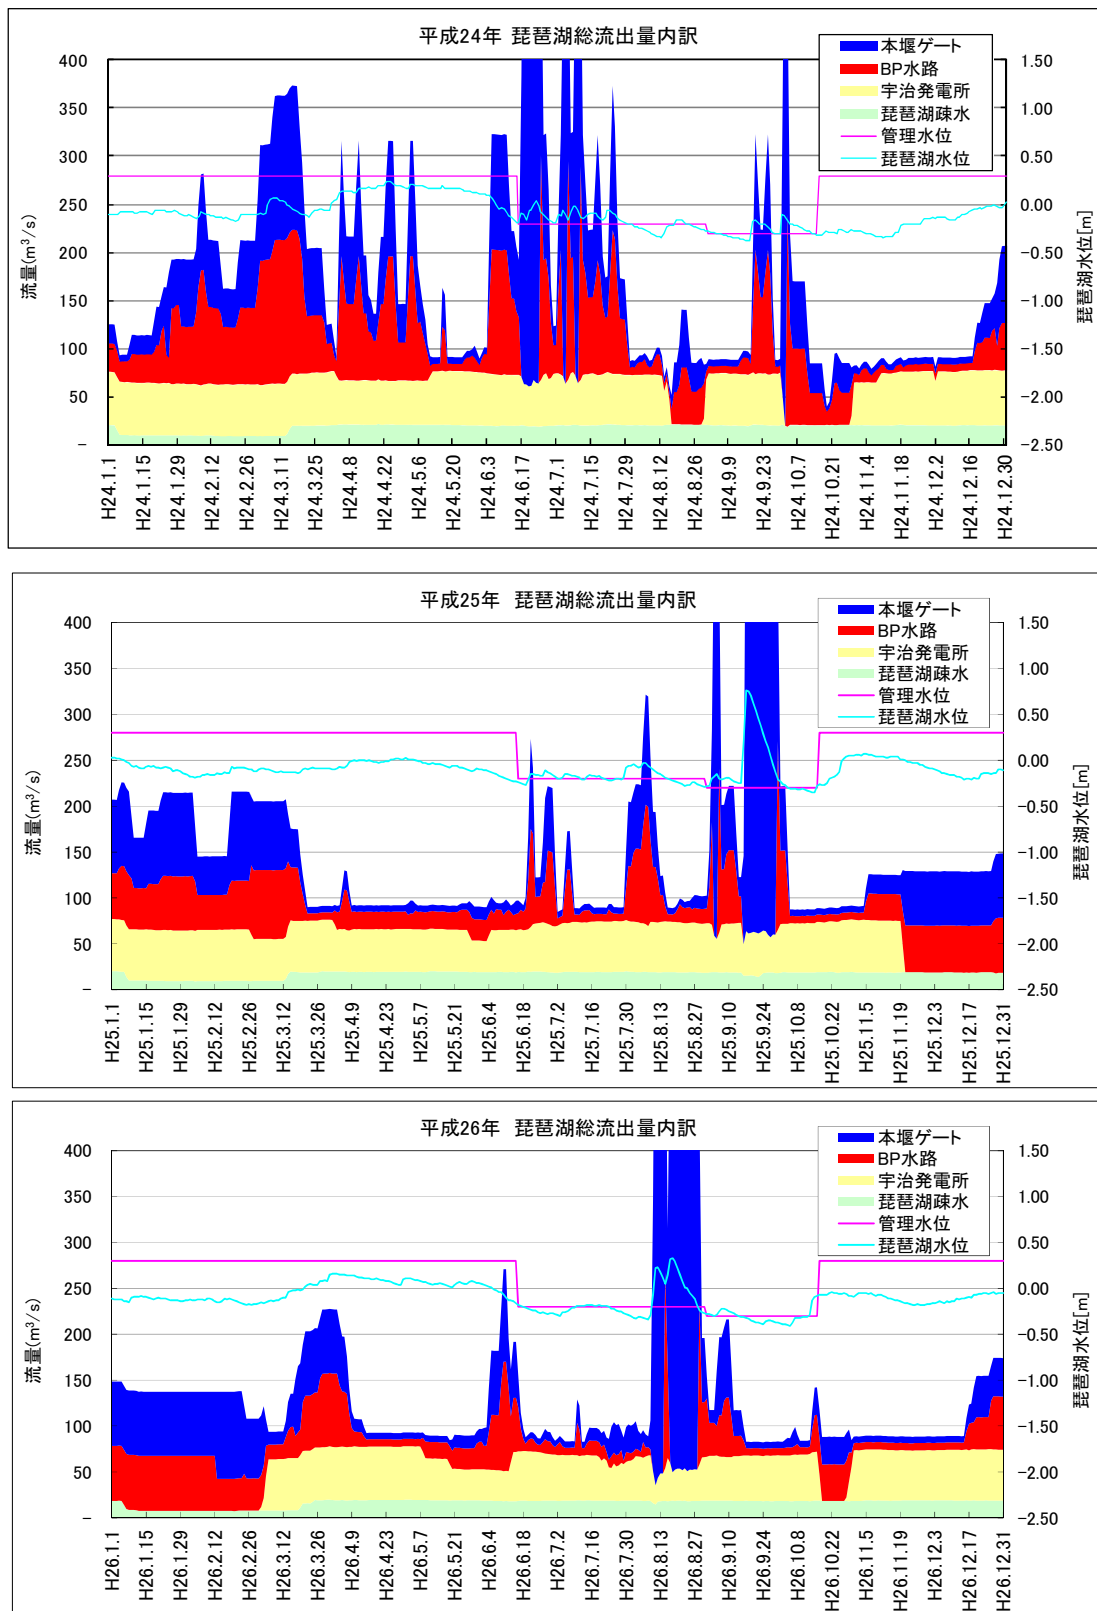 平成24年 琵琶湖総流出量内訳
400
350
300
250
200
150
100
50
-
流量(m³/s)
1.50
1.00
0.50
0.00
-0.50
-1.00
-1.50
-2.00
-2.50
琵琶湖水位[m]
本堰ゲート
BP水路
宇治発電所
琵琶湖疎水
管理水位
琵琶湖水位
H24.1.1
H24.1.15
H24.1.29
H24.2.12
H24.2.26
H24.3.11
H24.3.25
H24.4.8
H24.4.22
H24.5.6
H24.5.20
H24.6.3
H24.6.17
H24.7.1
H24.7.15
H24.7.29
H24.8.12
H24.8.26
H24.9.9
H24.9.23
H24.10.7
H24.10.21
H24.11.4
H24.11.18
H24.12.2
H24.12.16
H24.12.30
平成25年 琵琶湖総流出量内訳
400
350
300
250
200
150
100
50
-
流量(m³/s)
1.50
1.00
0.50
0.00
-0.50
-1.00
-1.50
-2.00
-2.50
琵琶湖水位[m]
本堰ゲート
BP水路
宇治発電所
琵琶湖疎水
管理水位
琵琶湖水位
H25.1.1
H25.1.15
H25.1.29
H25.2.12
H25.2.26
H25.3.12
H25.3.26
H25.4.9
H25.4.23
H25.5.7
H25.5.21
H25.6.4
H25.6.18
H25.7.2
H25.7.16
H25.7.30
H25.8.13
H25.8.27
H25.9.10
H25.9.24
H25.10.8
H25.10.22
H25.11.5
H25.11.19
H25.12.3
H25.12.17
H25.12.31
平成26年 琵琶湖総流出量内訳
400
350
300
250
200
150
100
50
-
流量(m³/s)
1.50
1.00
0.50
0.00
-0.50
-1.00
-1.50
-2.00
-2.50
琵琶湖水位[m]
本堰ゲート
BP水路
宇治発電所
琵琶湖疎水
管理水位
琵琶湖水位
H26.1.1
H26.1.15
H26.1.29
H26.2.12
H26.2.26
H26.3.12
H26.3.26
H26.4.9
H26.4.23
H26.5.7
H26.5.21
H26.6.4
H26.6.18
H26.7.2
H26.7.16
H26.7.30
H26.8.13
H26.8.27
H26.9.10
H26.9.24
H26.10.8
H26.10.22
H26.11.5
H26.11.19
H26.12.3
H26.12.17
H26.12.31